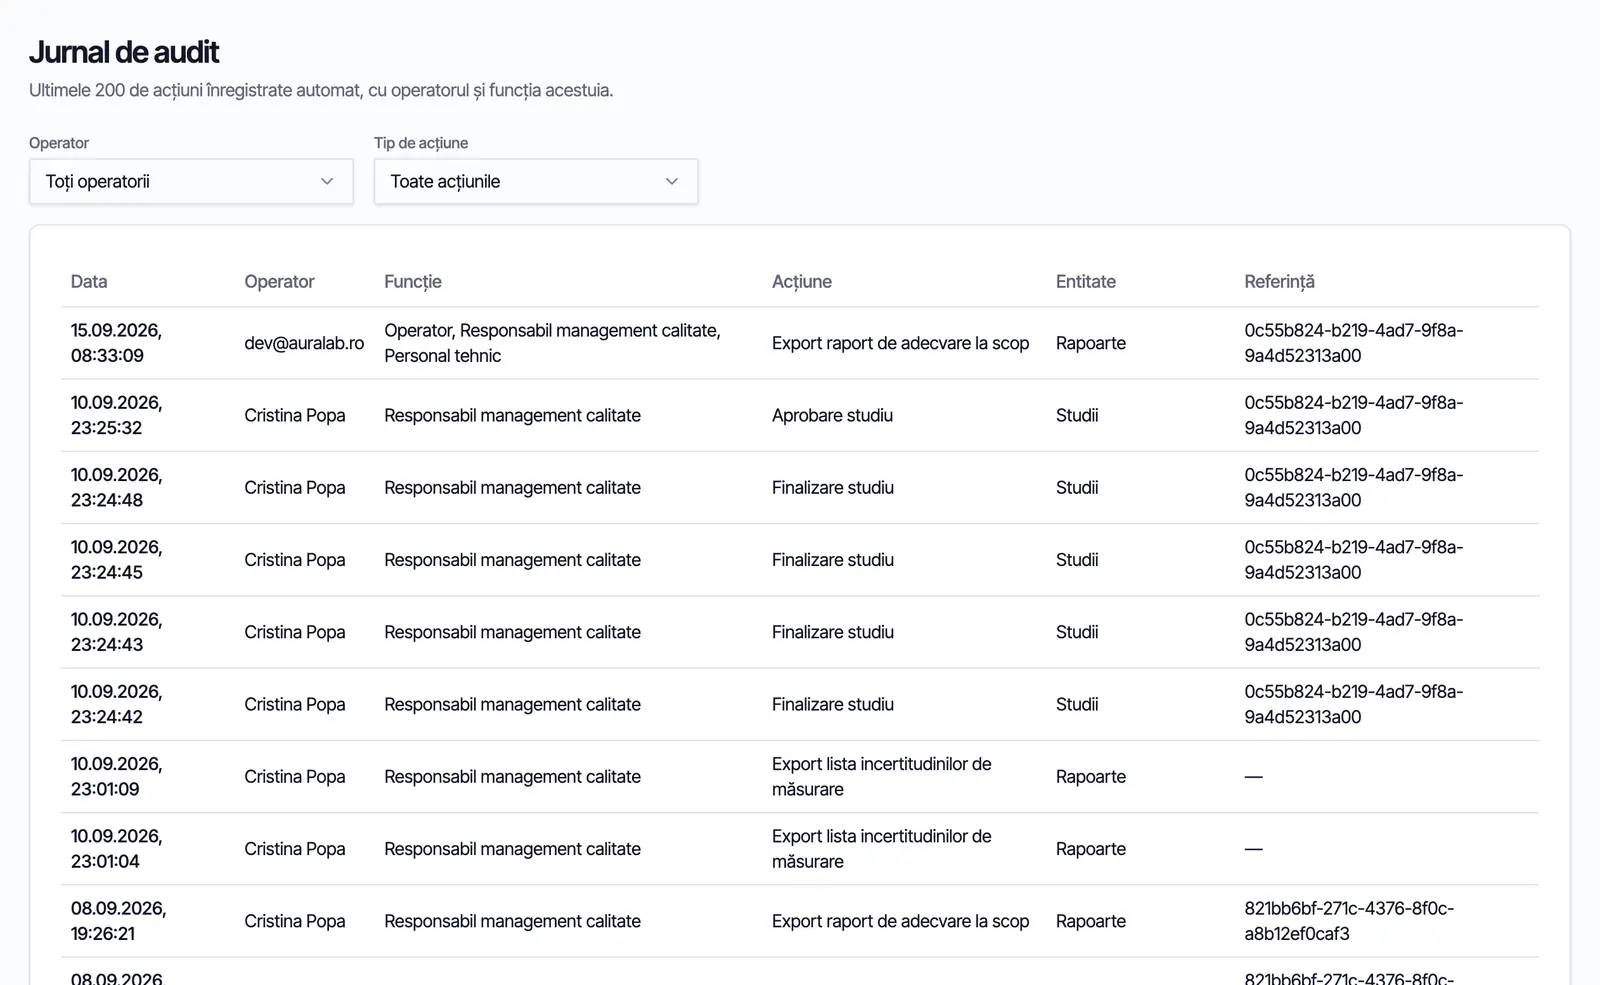 Jurnal de audit
Ultimele 200 de acțiuni înregistrate automat, cu operatorul și funcția acestuia.
Operator
Tip de acțiune
Toți operatorii
Toate acțiunile
Data Operator Funcție Acțiune Entitate Referință
15.09.2026, 08:33:09 dev@auralab.ro Operator, Responsabil management calitate, Personal tehnic Export raport de adecvare la scop Rapoarte 0c55b824-b219-4ad7-9f8a-9a4d52313a00
10.09.2026, 23:25:32 Cristina Popa Responsabil management calitate Aprobare studiu Studii 0c55b824-b219-4ad7-9f8a-9a4d52313a00
10.09.2026, 23:24:48 Cristina Popa Responsabil management calitate Finalizare studiu Studii 0c55b824-b219-4ad7-9f8a-9a4d52313a00
10.09.2026, 23:24:45 Cristina Popa Responsabil management calitate Finalizare studiu Studii 0c55b824-b219-4ad7-9f8a-9a4d52313a00
10.09.2026, 23:24:43 Cristina Popa Responsabil management calitate Finalizare studiu Studii 0c55b824-b219-4ad7-9f8a-9a4d52313a00
10.09.2026, 23:24:42 Cristina Popa Responsabil management calitate Finalizare studiu Studii 0c55b824-b219-4ad7-9f8a-9a4d52313a00
10.09.2026, 23:01:09 Cristina Popa Responsabil management calitate Export lista incertitudinilor de măsurare Rapoarte —
10.09.2026, 23:01:04 Cristina Popa Responsabil management calitate Export lista incertitudinilor de măsurare Rapoarte —
08.09.2026, 19:26:21 Cristina Popa Responsabil management calitate Export raport de adecvare la scop Rapoarte 821bb6bf-271c-4376-8f0c-a8b12ef0caf3
08.09.2026, 821bb6bf-271c-4376-8f0c-